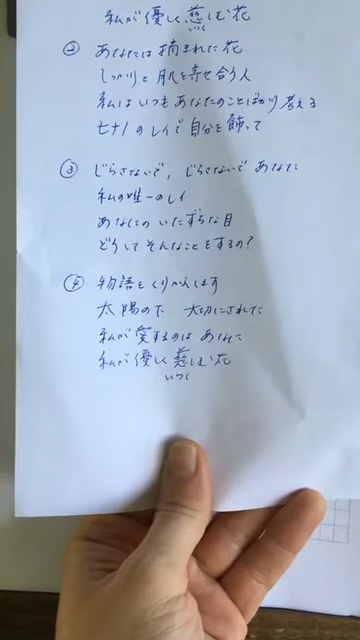 私が優しく慈しむ花
いつく
② あなたは摘まれた花
しっかりと肌を寄せ合う人
私はいつもあなたのことばかり考える
七ナノのレイで自分を飾って
③ じらさないで、じらさないであなた
私の唯一のレイ
あなたのいたずらな目
どうしてそんなことをするの?
④ 物語をくりかえします
太陽の下 大切にされた
私が愛するのはあなた
私が優しく慈しむ花
いつく